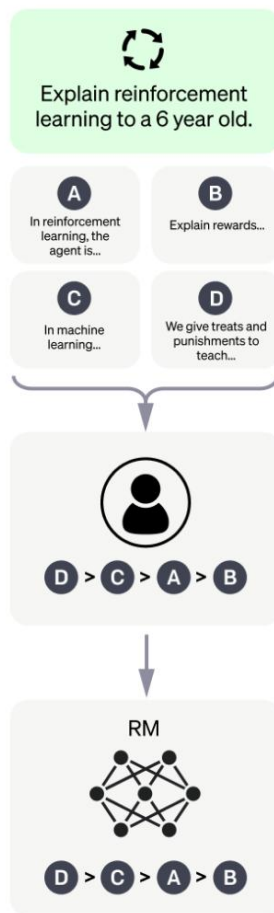 Explain reinforcement
learning to a 6 year old.
A
In reinforcement
learning, the
agent is...
B
Explain rewards...
C
In machine
learning...
D
We give treats and
punishments to
teach...
D > C > A > B
RM
D > C > A > B